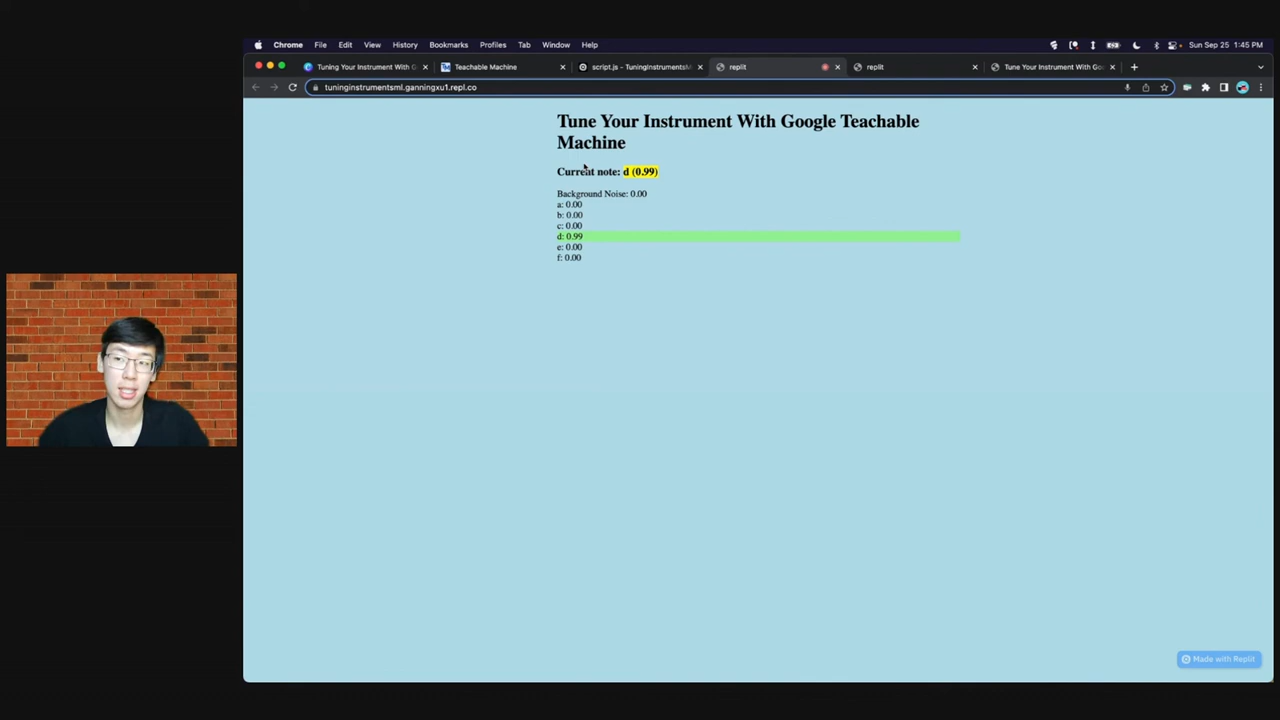 Chrome File Edit View History Bookmarks Profiles Tab Window Help Sun Sep 25 1:45 PM
Tuning Your Instrument With G
Teachable Machine
script.js - TuningInstrumentsM
replit
replit
Tune Your Instrument With Go
tuninginstrumentsml.ganningxu1.repl.co
Tune Your Instrument With Google Teachable
Machine
Current note: d (0.99)
Background Noise: 0.00
a: 0.00
b: 0.00
c: 0.00
d: 0.99
e: 0.00
f: 0.00
Made with Replit